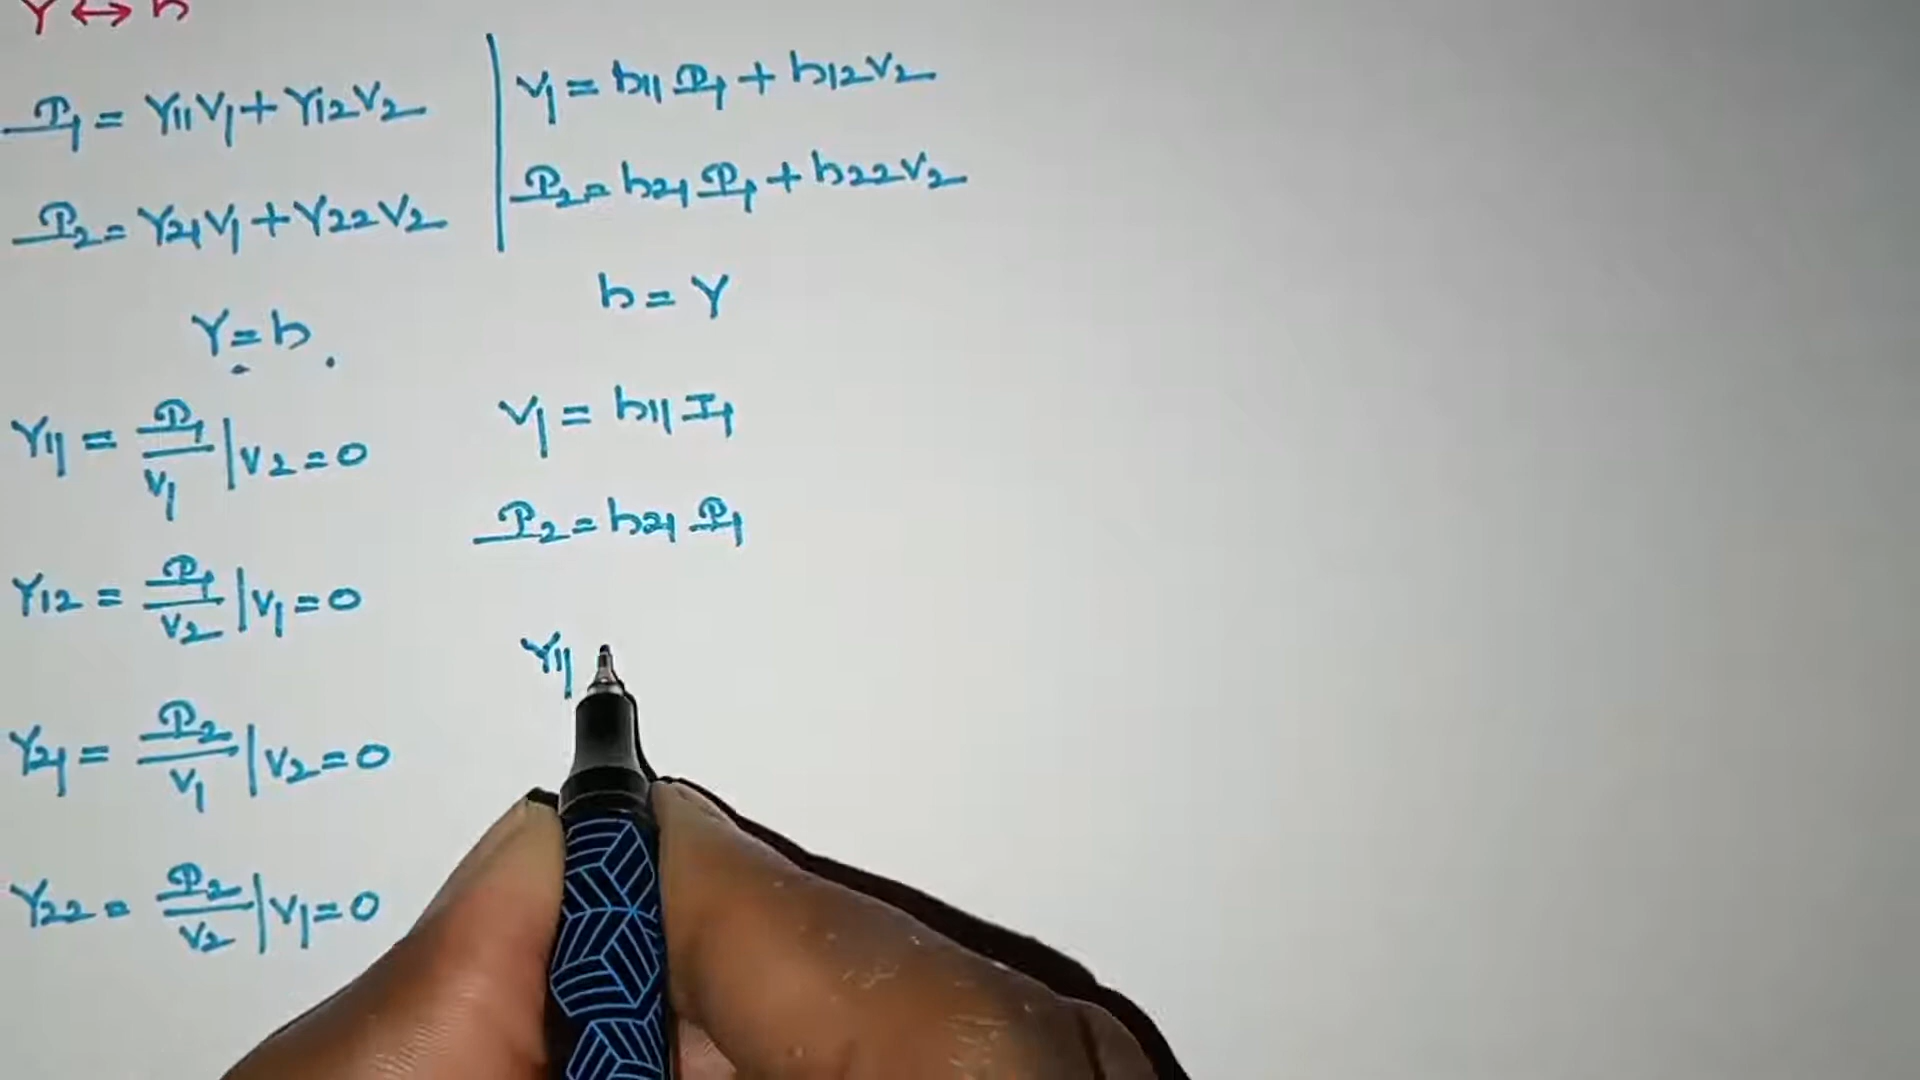 Y ↔ h
I1 = Y11V1 + Y12V2
I2 = Y21V1 + Y22V2
Y = h
Y11 = I1/V1 | V2 = 0
Y12 = I1/V2 | V1 = 0
Y21 = I2/V1 | V2 = 0
Y22 = I2/V2 | V1 = 0
V1 = h11 I1 + h12V2
I2 = h21 I1 + h22V2
h = Y
V1 = h11 I1
I2 = h21 I1
Y11